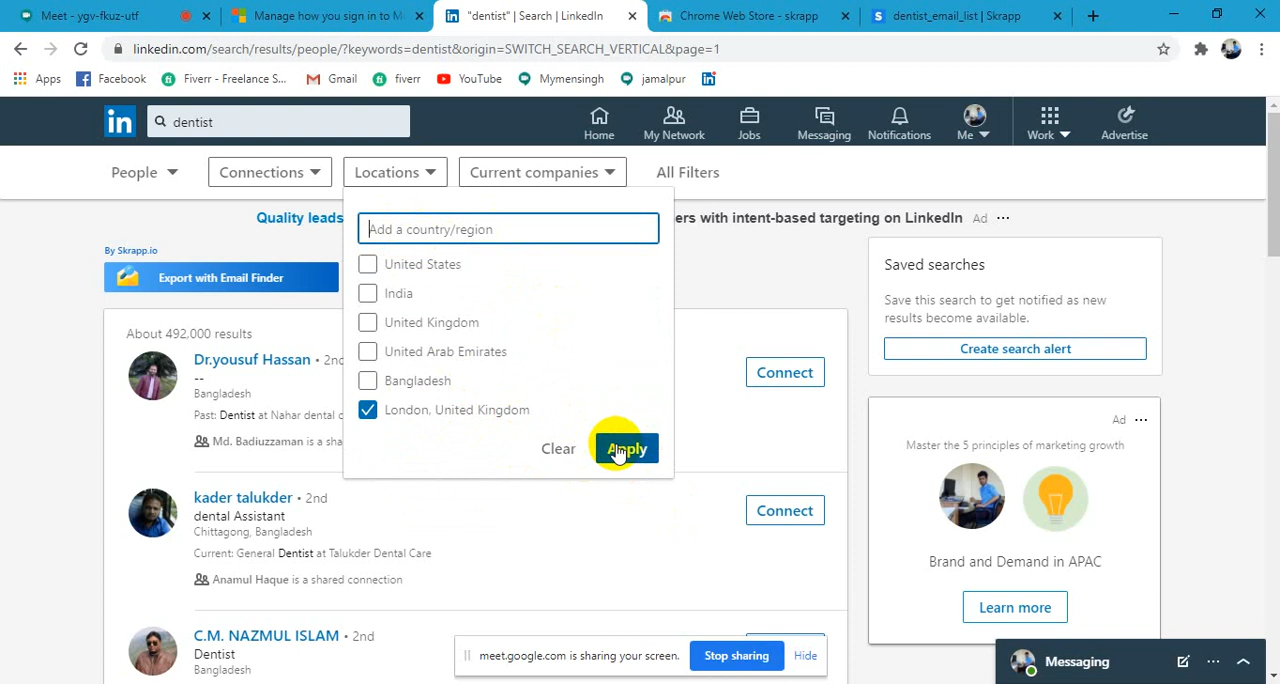 Meet - ygv-fkuz-utf
Manage how you sign in to M
"dentist" | Search | LinkedIn
Chrome Web Store - skrapp
dentist_email_list | Skrapp
linkedin.com/search/results/people/?keywords=dentist&origin=SWITCH_SEARCH_VERTICAL&page=1
Apps
Facebook
Fiverr - Freelance S...
Gmail
fiverr
YouTube
Mymensingh
jamalpur
in
dentist
Home
My Network
Jobs
Messaging
Notifications
Me
Work
Advertise
People
Connections
Locations
Current companies
All Filters
Quality leads
ers with intent-based targeting on LinkedIn Ad ...
By Skrapp.io
Export with Email Finder
Add a country/region
United States
India
United Kingdom
United Arab Emirates
Bangladesh
London, United Kingdom
Clear
Apply
About 492,000 results
Dr.yousuf Hassan • 2nd
--
Bangladesh
Past: Dentist at Nahar dental c
Md. Badiuzzaman is a sha
Connect
kader talukder • 2nd
dental Assistant
Chittagong, Bangladesh
Current: General Dentist at Talukder Dental Care
Anamul Haque is a shared connection
Connect
C.M. NAZMUL ISLAM • 2nd
Dentist
Bangladesh
Saved searches
Save this search to get notified as new
results become available.
Create search alert
Ad ...
Master the 5 principles of marketing growth
Brand and Demand in APAC
Learn more
meet.google.com is sharing your screen.
Stop sharing
Hide
Messaging